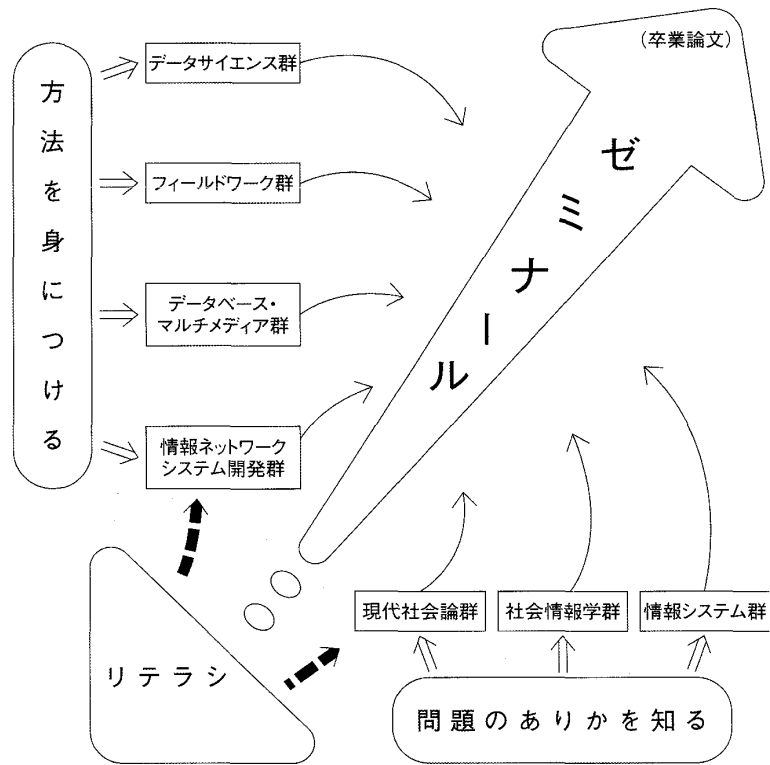 (卒業論文)
データサイエンス群
方法を身につける
ゼミナール
フィールドワーク群
データベース・
マルチメディア群
情報ネットワーク
システム開発群
現代社会論群
社会情報学群
情報システム群
リテラシ
問題のありかを知る